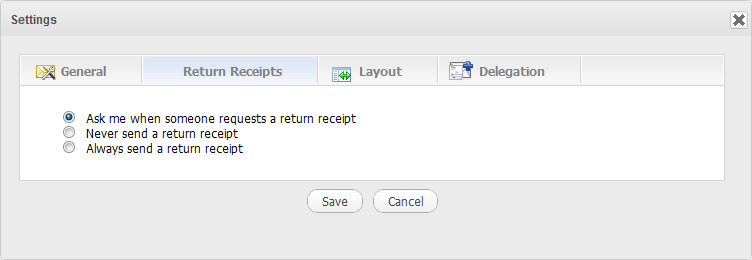 Settings
General Return Receipts Layout Delegation
Ask me when someone requests a return receipt
Never send a return receipt
Always send a return receipt
Save Cancel